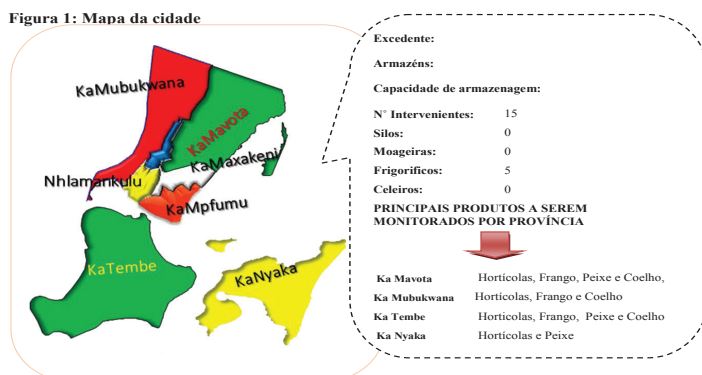 Figura 1: Mapa da cidade
KaMubukwana
KaMavota
KaMaxakeni
Nhlamankulu
KaMpfumu
KaTembe
KaNyaka
Excedente:
Armazéns:
Capacidade de armazenagem:
N° Intervenientes: 15
Silos: 0
Moageiras: 0
Frigoríficos: 5
Celeiros: 0
PRINCIPAIS PRODUTOS A SEREM
MONITORADOS POR PROVÍNCIA
Ka Mavota Hortícolas, Frango, Peixe e Coelho,
Ka Mubukwana Hortícolas, Frango e Coelho
Ka Tembe Horticolas, Frango, Peixe e Coelho
Ka Nyaka Hortícolas e Peixe